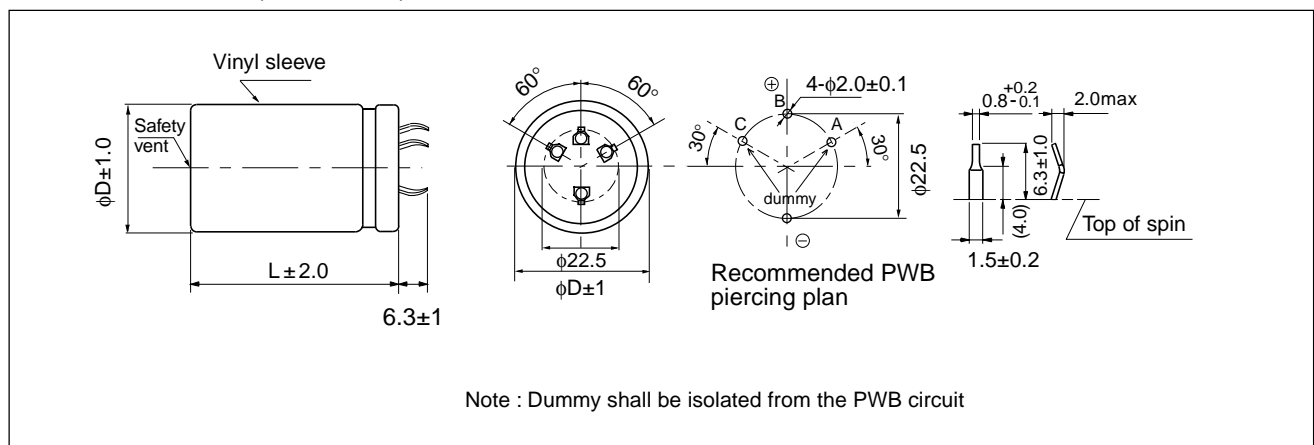 Vinyl sleeve
Safety
vent
φD±1.0
L±2.0
6.3±1
60°
60°
φ22.5
φD±1
⊕
4-φ2.0±0.1
B
C
A
30°
30°
dummy
φ22.5
⊖
Recommended PWB
piercing plan
+0.2
0.8-0.1
2.0max
6.3±1.0
(4.0)
Top of spin
1.5±0.2
Note : Dummy shall be isolated from the PWB circuit